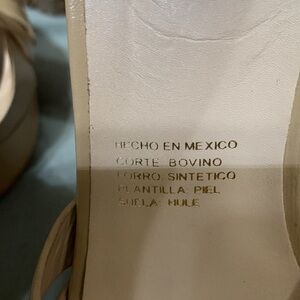 HECHO EN MEXICO
CORTE: BOVINO
FORRO: SINTETICO
PLANTILLA: PIEL
SUELA: HULE